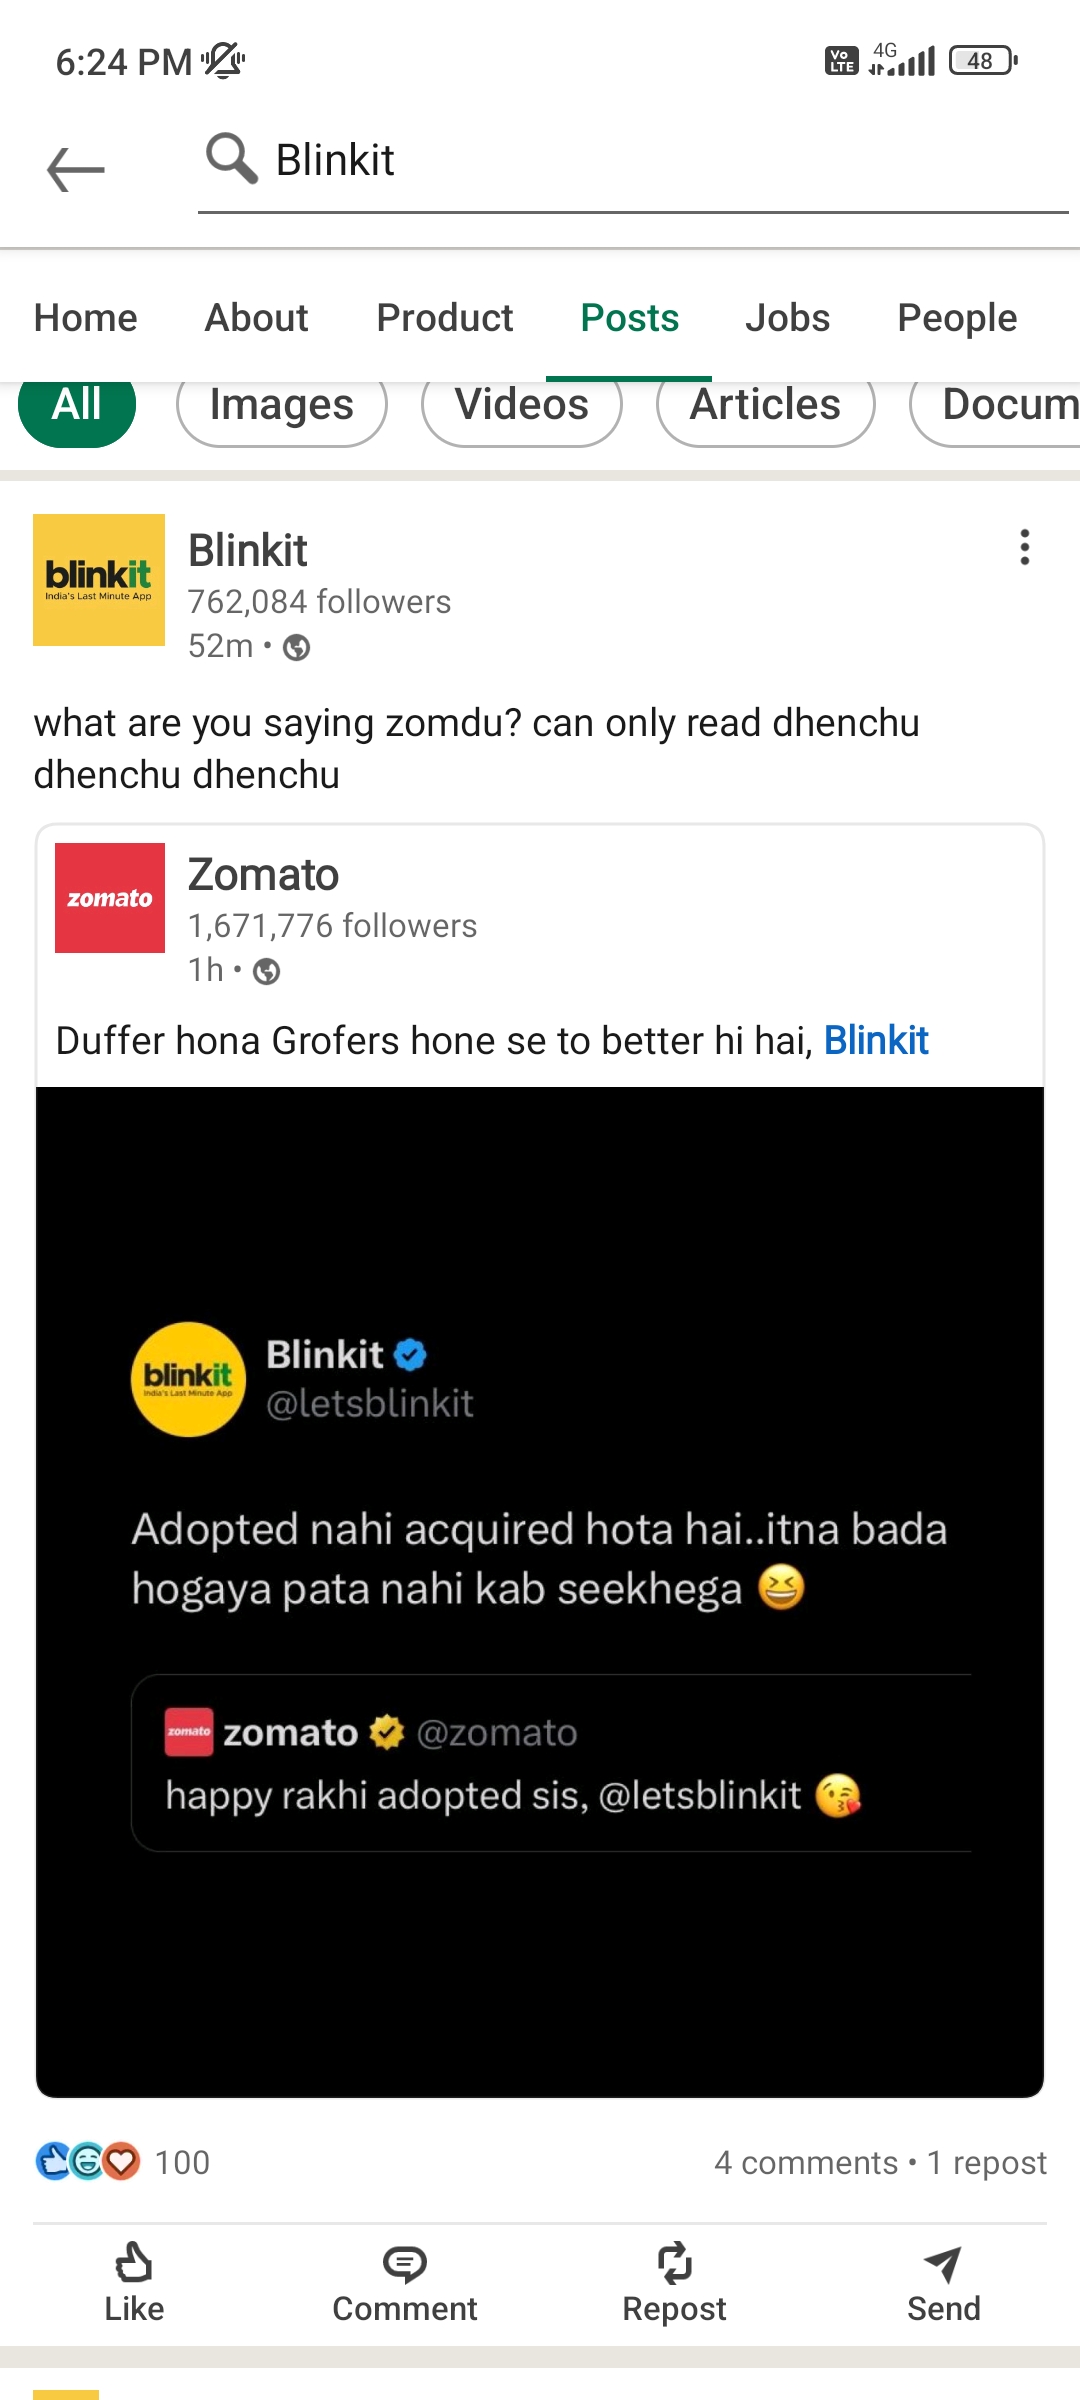 6:24 PM
Vo LTE 4G 48
Blinkit
Home About Product Posts Jobs People
All Images Videos Articles Docum
blinkit
India's Last Minute App
Blinkit
762,084 followers
52m •
what are you saying zomdu? can only read dhenchu
dhenchu dhenchu
zomato
Zomato
1,671,776 followers
1h •
Duffer hona Grofers hone se to better hi hai, Blinkit
blinkit
India's Last Minute App
Blinkit
@letsblinkit
Adopted nahi acquired hota hai..itna bada
hogaya pata nahi kab seekhega 😆
zomato
zomato @zomato
happy rakhi adopted sis, @letsblinkit 😘
100
4 comments • 1 repost
Like Comment Repost Send